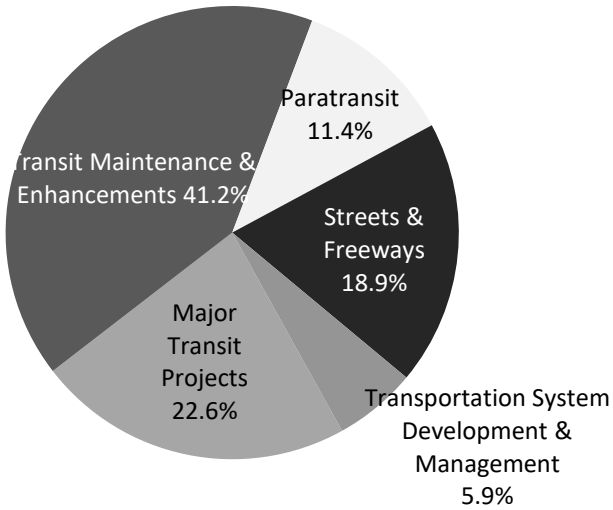 Paratransit
11.4%
Transit Maintenance &
Enhancements 41.2%
Streets &
Freeways
18.9%
Major
Transit
Projects
22.6%
Transportation System
Development &
Management
5.9%